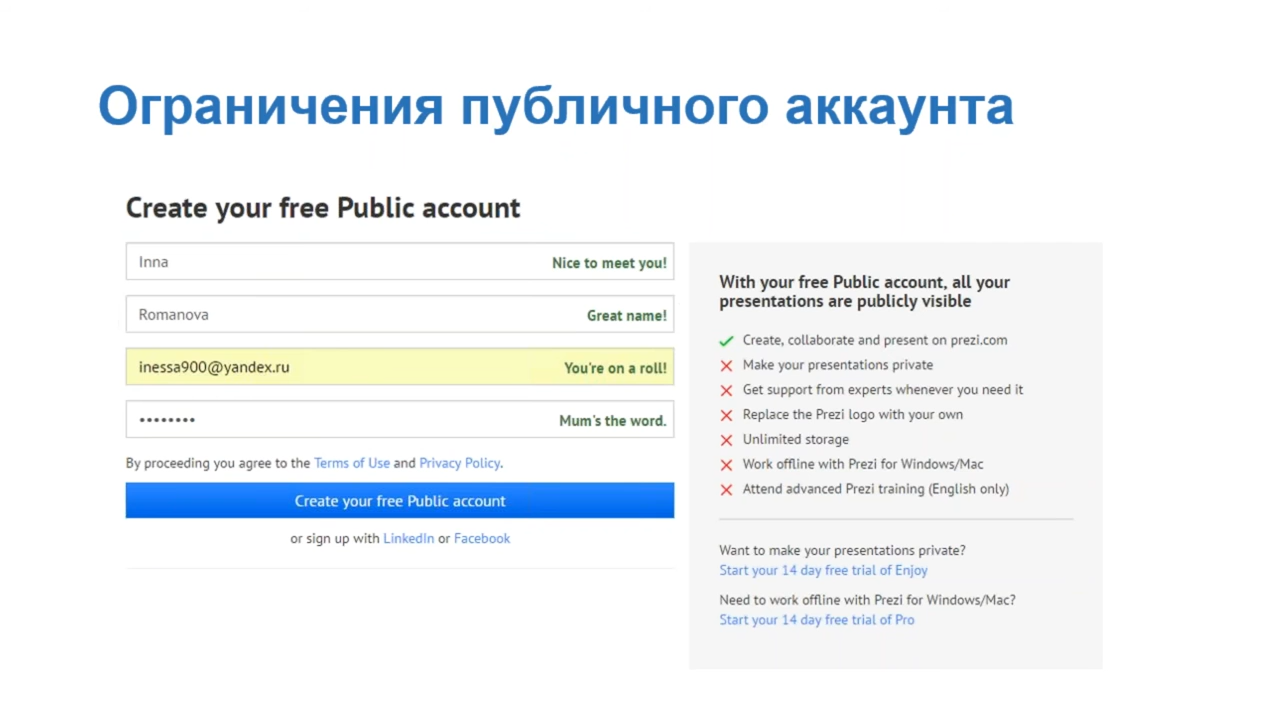 Ограничения публичного аккаунта
Create your free Public account
Inna
Nice to meet you!
Romanova
Great name!
inessa900@yandex.ru
You're on a roll!
••••••••
Mum's the word.
By proceeding you agree to the Terms of Use and Privacy Policy.
Create your free Public account
or sign up with LinkedIn or Facebook
With your free Public account, all your
presentations are publicly visible
Create, collaborate and present on prezi.com
Make your presentations private
Get support from experts whenever you need it
Replace the Prezi logo with your own
Unlimited storage
Work offline with Prezi for Windows/Mac
Attend advanced Prezi training (English only)
Want to make your presentations private?
Start your 14 day free trial of Enjoy
Need to work offline with Prezi for Windows/Mac?
Start your 14 day free trial of Pro